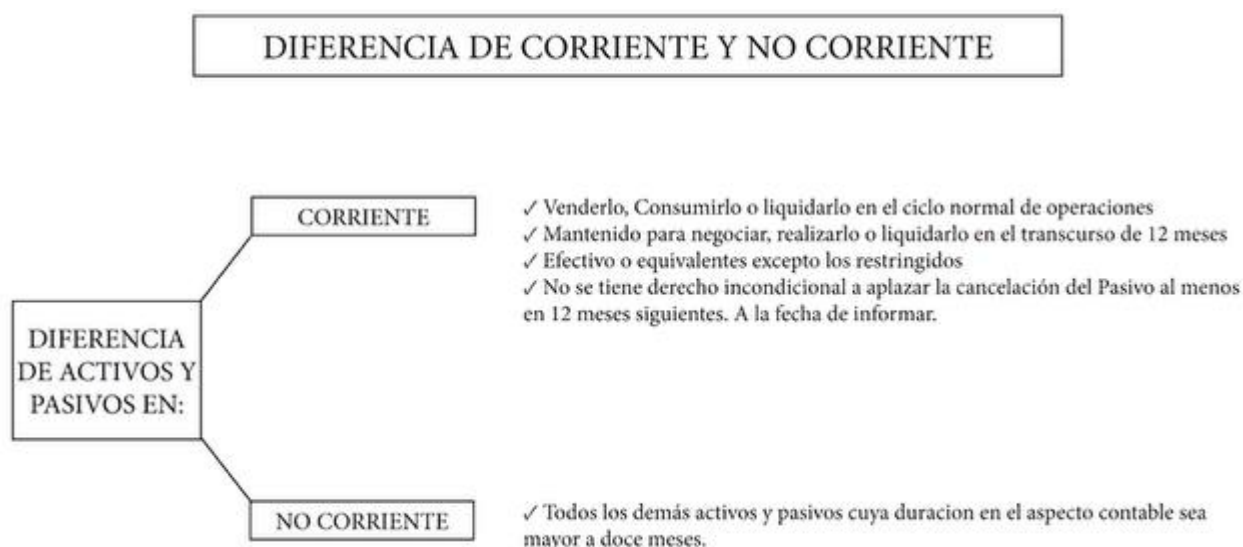 DIFERENCIA DE CORRIENTE Y NO CORRIENTE
DIFERENCIA
DE ACTIVOS Y
PASIVOS EN:
CORRIENTE
✓ Venderlo, Consumirlo o liquidarlo en el ciclo normal de operaciones
✓ Mantenido para negociar, realizarlo o liquidarlo en el transcurso de 12 meses
✓ Efectivo o equivalentes excepto los restringidos
✓ No se tiene derecho incondicional a aplazar la cancelación del Pasivo al menos
en 12 meses siguientes. A la fecha de informar.
NO CORRIENTE
✓ Todos los demás activos y pasivos cuya duracion en el aspecto contable sea
mayor a doce meses.